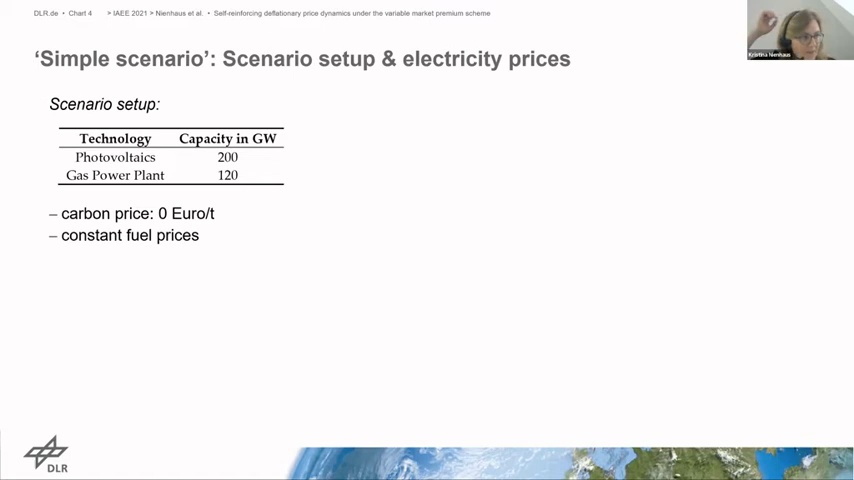 DLR.de • Chart 4 > IAEE 2021 > Nienhaus et al. • Self-reinforcing deflationary price dynamics under the variable market premium scheme
Kristina Nienhaus
‘Simple scenario’: Scenario setup & electricity prices
Scenario setup:
Technology Capacity in GW
Photovoltaics 200
Gas Power Plant 120
– carbon price: 0 Euro/t
– constant fuel prices
DLR